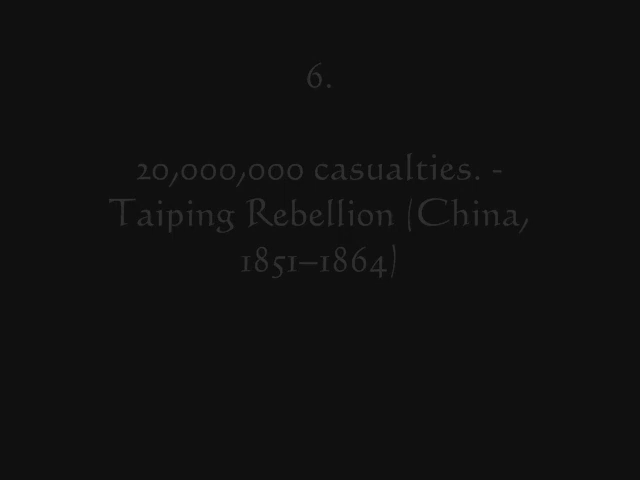 6.
20,000,000 casualties. -
Taiping Rebellion (China,
1851–1864)